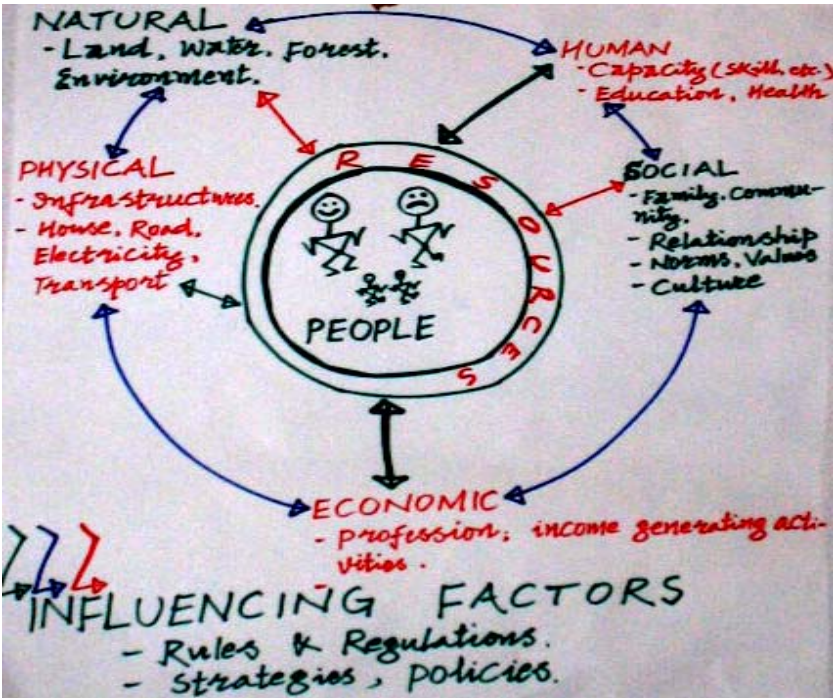 NATURAL
- Land, Water, Forest.
Environment.
HUMAN
- Capacity (Skill, etc.)
- Education, Health
PHYSICAL
- Infrastructures.
- House, Road,
Electricity,
Transport
SOCIAL
- Family, Commu-
nity,
- Relationship
- Norms, Values
- Culture
RESOURCES
PEOPLE
ECONOMIC
- Profession, income generating acti-
vities.
-
INFLUENCING FACTORS
- Rules & Regulations.
- Strategies, policies.